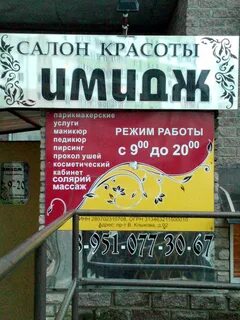 САЛОН КРАСОТЫ
ИМИДЖ
парикмахерские
услуги
маникюр
педикюр
пирсинг
прокол ушей
косметический
кабинет
солярий
массаж
РЕЖИМ РАБОТЫ
с 9⁰⁰ до 20⁰⁰
8-951-077-30-67